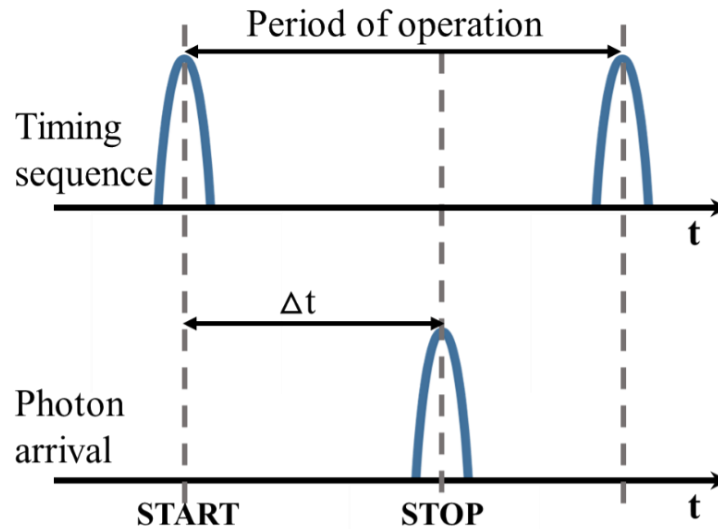 Period of operation
Timing
sequence
t
Δt
Photon
arrival
t
START
STOP